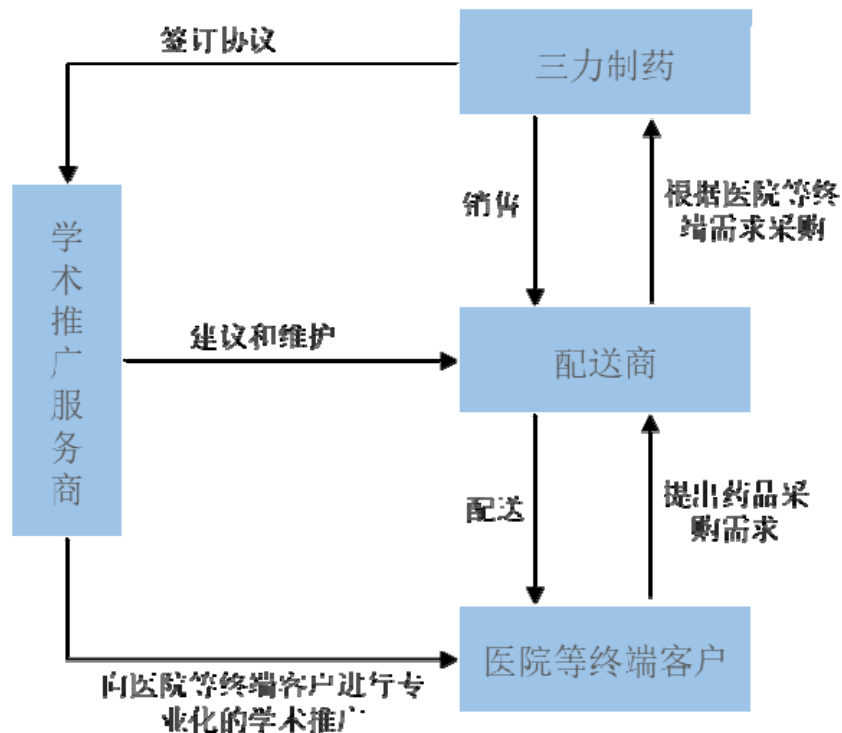 签订协议
三力制药
销售
根据医院等终
端需求采购
学
术
推
广
服
务
商
建议和维护
配送商
配送
提出药品采
购需求
医院等终端客户
向医院等终端客户进行专
业化的学术推广